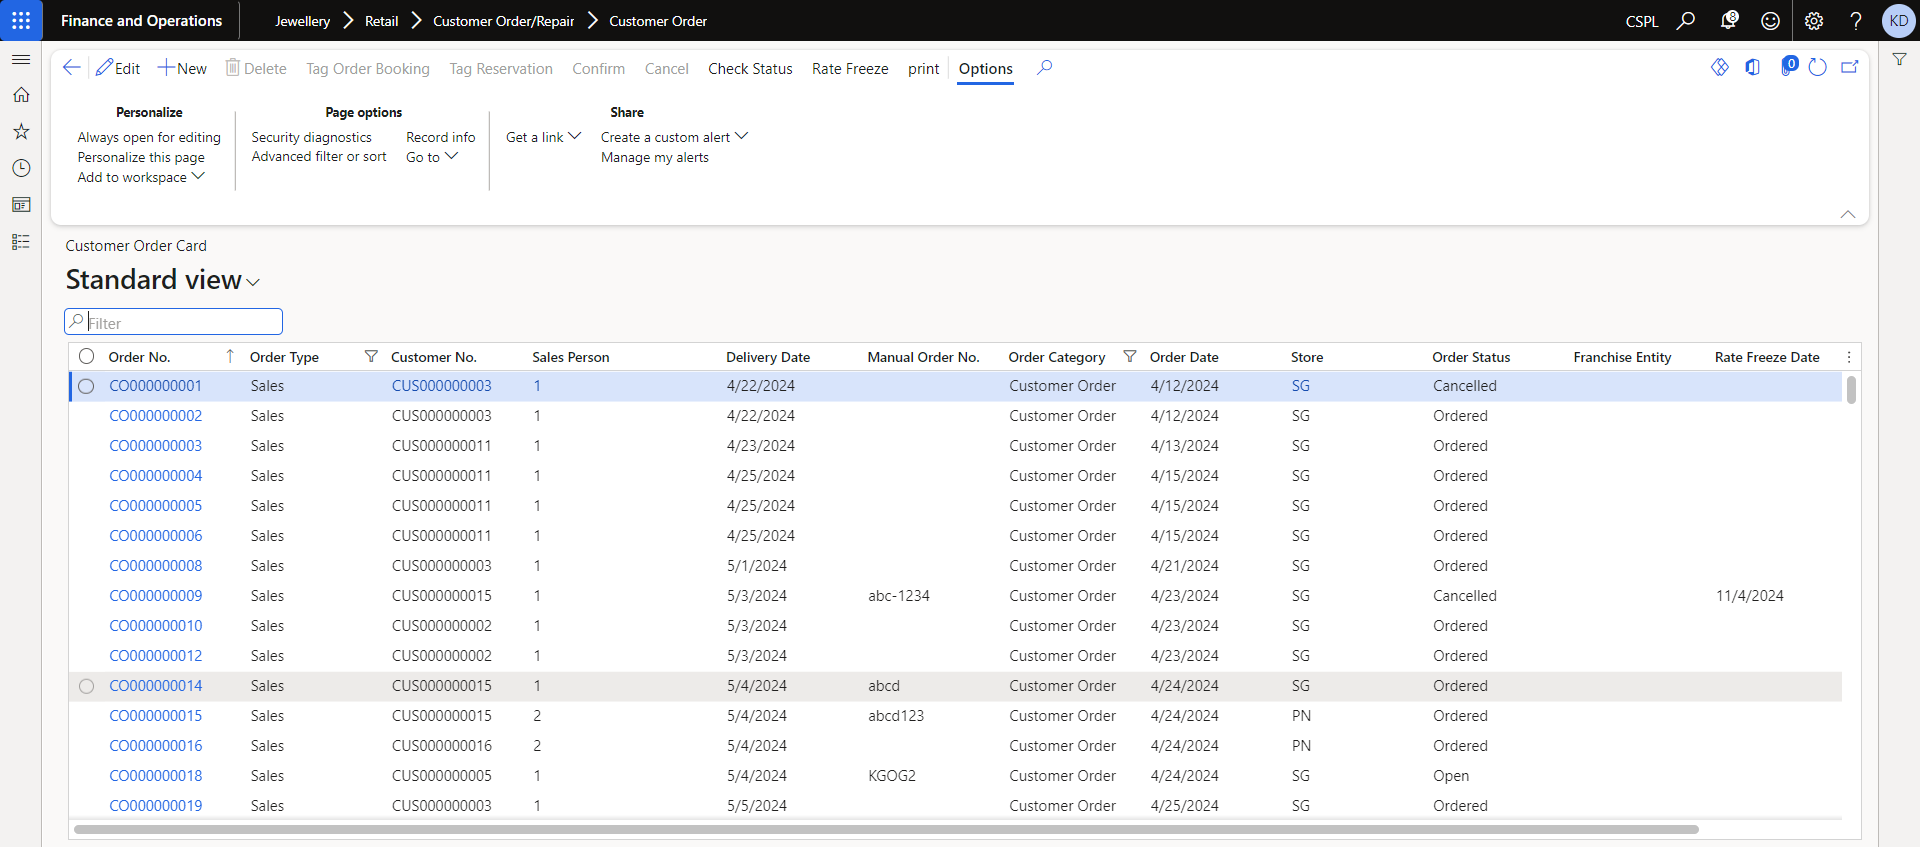 Finance and Operations
Jewellery > Retail > Customer Order/Repair > Customer Order
CSPL
8
KD
Edit New Delete Tag Order Booking Tag Reservation Confirm Cancel Check Status Rate Freeze print Options
0
Personalize
Always open for editing
Personalize this page
Add to workspace
Page options
Security diagnostics Record info
Advanced filter or sort Go to
Share
Get a link Create a custom alert
Manage my alerts
Customer Order Card
Standard view
Filter
Order No. Order Type Customer No. Sales Person Delivery Date Manual Order No. Order Category Order Date Store Order Status Franchise Entity Rate Freeze Date
CO000000001 Sales CUS000000003 1 4/22/2024 Customer Order 4/12/2024 SG Cancelled
CO000000002 Sales CUS000000003 1 4/22/2024 Customer Order 4/12/2024 SG Ordered
CO000000003 Sales CUS000000011 1 4/23/2024 Customer Order 4/13/2024 SG Ordered
CO000000004 Sales CUS000000011 1 4/25/2024 Customer Order 4/15/2024 SG Ordered
CO000000005 Sales CUS000000011 1 4/25/2024 Customer Order 4/15/2024 SG Ordered
CO000000006 Sales CUS000000011 1 4/25/2024 Customer Order 4/15/2024 SG Ordered
CO000000008 Sales CUS000000003 1 5/1/2024 Customer Order 4/21/2024 SG Ordered
CO000000009 Sales CUS000000015 1 5/3/2024 abc-1234 Customer Order 4/23/2024 SG Cancelled 11/4/2024
CO000000010 Sales CUS000000002 1 5/3/2024 Customer Order 4/23/2024 SG Ordered
CO000000012 Sales CUS000000002 1 5/3/2024 Customer Order 4/23/2024 SG Ordered
CO000000014 Sales CUS000000015 1 5/4/2024 abcd Customer Order 4/24/2024 SG Ordered
CO000000015 Sales CUS000000015 2 5/4/2024 abcd123 Customer Order 4/24/2024 PN Ordered
CO000000016 Sales CUS000000016 2 5/4/2024 Customer Order 4/24/2024 PN Ordered
CO000000018 Sales CUS000000005 1 5/4/2024 KGOG2 Customer Order 4/24/2024 SG Open
CO000000019 Sales CUS000000003 1 5/5/2024 Customer Order 4/25/2024 SG Ordered